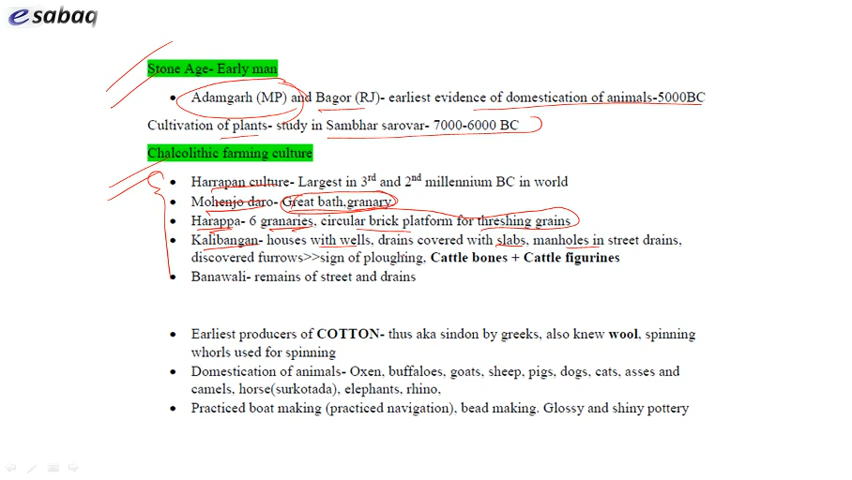 esabaq
Stone Age- Early man
• Adamgarh (MP) and Bagor (RJ)- earliest evidence of domestication of animals-5000BC
Cultivation of plants- study in Sambhar sarovar- 7000-6000 BC
Chalcolithic farming culture
• Harrapan culture- Largest in 3rd and 2nd millennium BC in world
• Mohenjo daro- Great bath,granary
• Harappa- 6 granaries, circular brick platform for threshing grains
• Kalibangan- houses with wells, drains covered with slabs, manholes in street drains,
discovered furrows>>sign of ploughing, Cattle bones + Cattle figurines
• Banawali- remains of street and drains
• Earliest producers of COTTON- thus aka sindon by greeks, also knew wool, spinning
whorls used for spinning
• Domestication of animals- Oxen, buffaloes, goats, sheep, pigs, dogs, cats, asses and
camels, horse(surkotada), elephants, rhino,
• Practiced boat making (practiced navigation), bead making. Glossy and shiny pottery